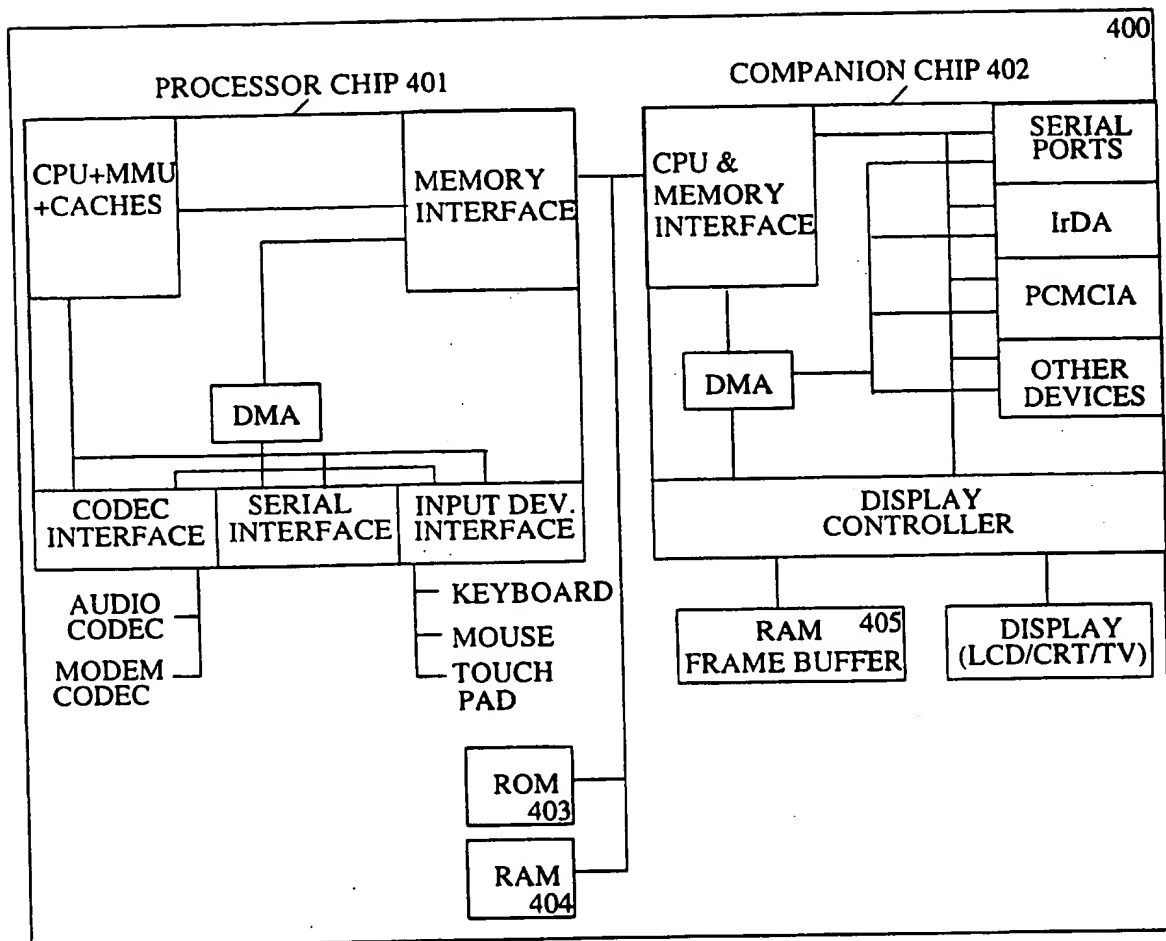 400
PROCESSOR CHIP 401
COMPANION CHIP 402
CPU+MMU
+CACHES
MEMORY
INTERFACE
CPU &
MEMORY
INTERFACE
SERIAL
PORTS
IrDA
PCMCIA
OTHER
DEVICES
DMA
DMA
CODEC
INTERFACE
SERIAL
INTERFACE
INPUT DEV.
INTERFACE
DISPLAY
CONTROLLER
AUDIO
CODEC
MODEM
CODEC
KEYBOARD
MOUSE
TOUCH
PAD
RAM 405
FRAME BUFFER
DISPLAY
(LCD/CRT/TV)
ROM
403
RAM
404